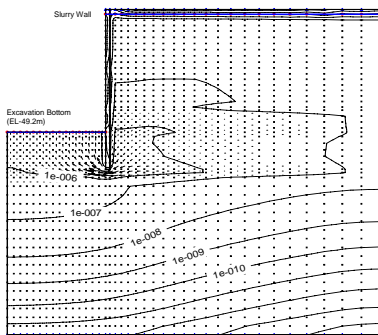 Slurry Wall
Excavation Bottom
(EL-49.2m)
1e-006
1e-007
1e-008
1e-009
1e-010